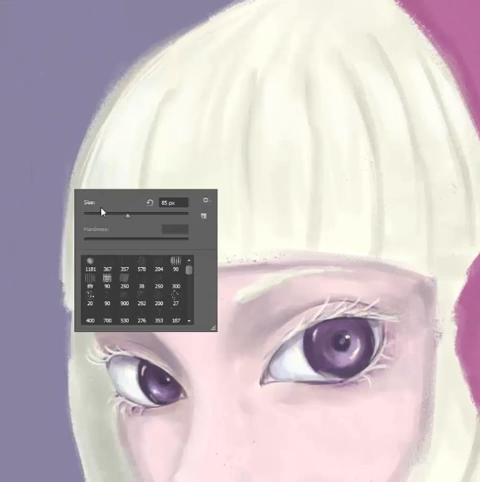 Size: 85 px
Hardness:
1181 367 357 578 204 90
89 90 250 38 250 300
20 90 900 292 200 27
400 700 530 276 353 187